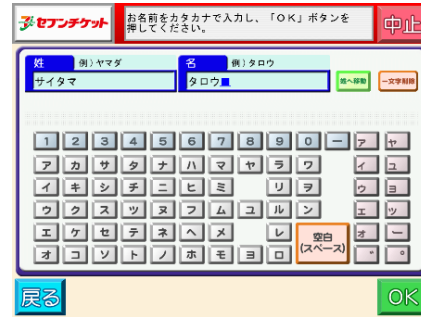 セブンチケット
お名前をカタカナで入力し、「OK」ボタンを
押してください。
中止
姓 例)ヤマダ 名 例)タロウ
サイタマ タロウ
姓へ移動 一文字削除
1 2 3 4 5 6 7 8 9 0 ー ァ ャ
ア カ サ タ ナ ハ マ ヤ ラ ワ ィ ュ
イ キ シ チ ニ ヒ ミ リ ヲ ゥ ョ
ウ ク ス ツ ヌ フ ム ユ ル ン ェ ッ
エ ケ セ テ ネ ヘ メ レ 空白 ォ ー
オ コ ソ ト ノ ホ モ ヨ ロ (スペース) ゛ ゜
戻る OK